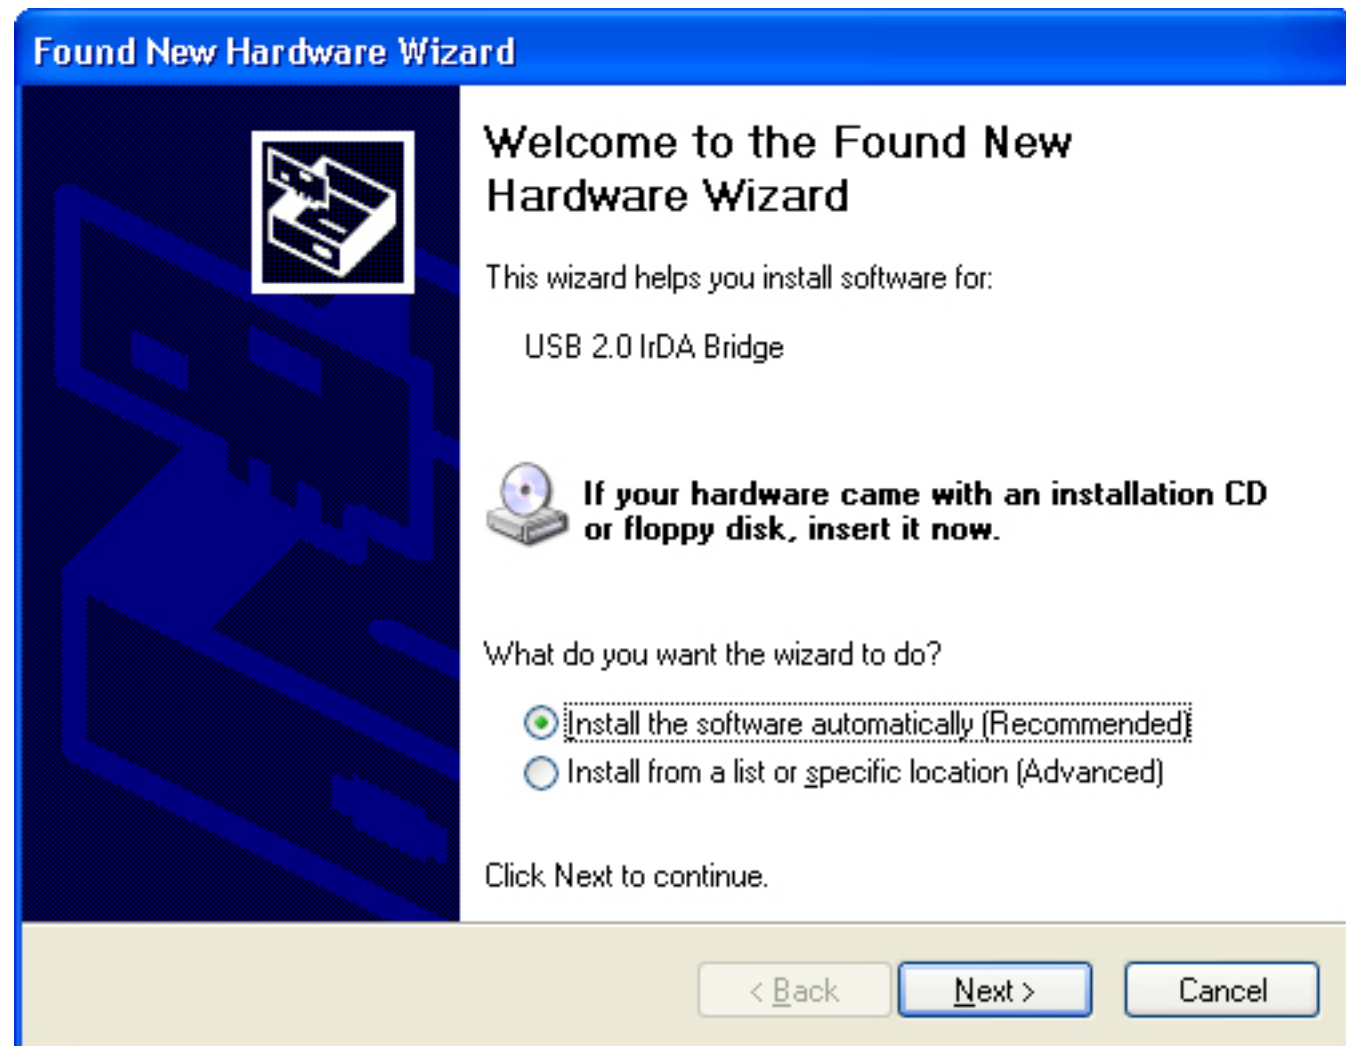 Found New Hardware Wizard
Welcome to the Found New
Hardware Wizard
This wizard helps you install software for:
USB 2.0 IrDA Bridge
If your hardware came with an installation CD
or floppy disk, insert it now.
What do you want the wizard to do?
Install the software automatically (Recommended)
Install from a list or specific location (Advanced)
Click Next to continue.
< Back
Next >
Cancel